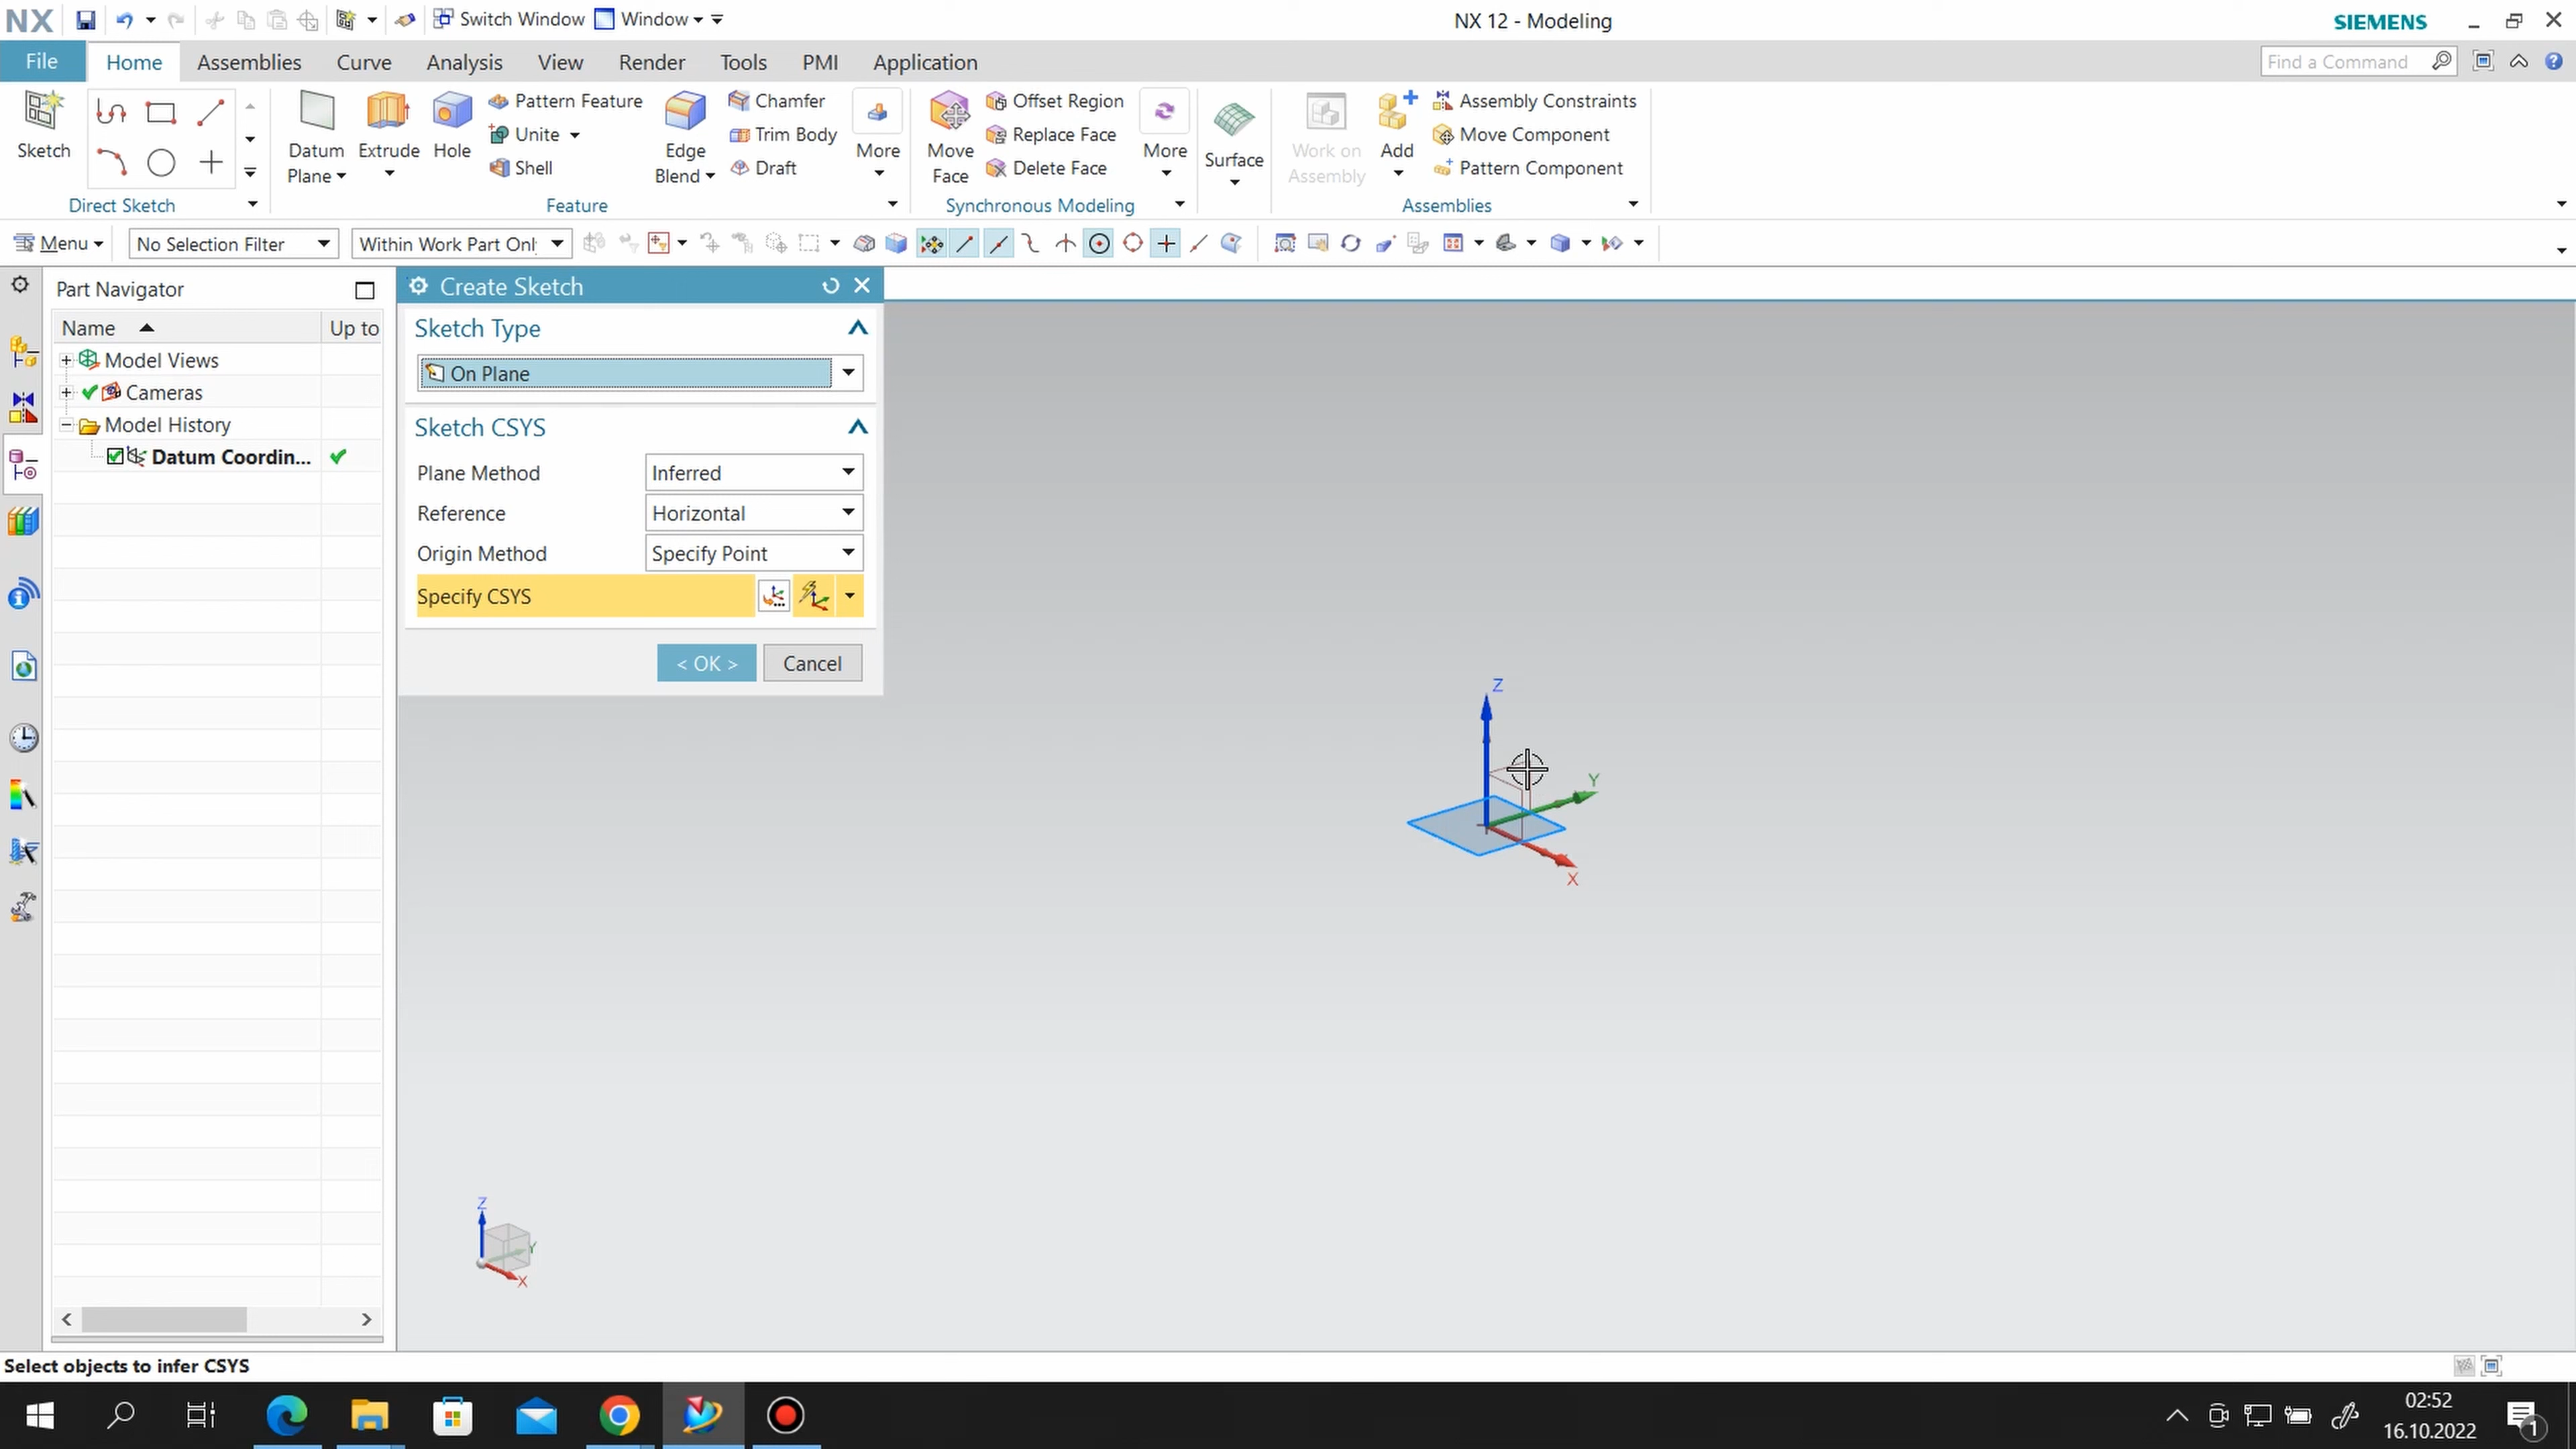 NX
Switch Window
Window
NX 12 - Modeling
SIEMENS
File
Home
Assemblies
Curve
Analysis
View
Render
Tools
PMI
Application
Find a Command
Sketch
Direct Sketch
Datum
Plane
Extrude
Hole
Pattern Feature
Unite
Shell
Edge
Blend
Chamfer
Trim Body
Draft
More
Feature
Move
Face
Offset Region
Replace Face
Delete Face
More
Synchronous Modeling
Surface
Work on
Assembly
Add
Assembly Constraints
Move Component
Pattern Component
Assemblies
Menu
No Selection Filter
Within Work Part Onl
Part Navigator
Name
Up to
Model Views
Cameras
Model History
Datum Coordin...
Create Sketch
Sketch Type
On Plane
Sketch CSYS
Plane Method
Inferred
Reference
Horizontal
Origin Method
Specify Point
Specify CSYS
< OK >
Cancel
Z
Y
X
Z
Y
X
Select objects to infer CSYS
02:52
16.10.2022
1